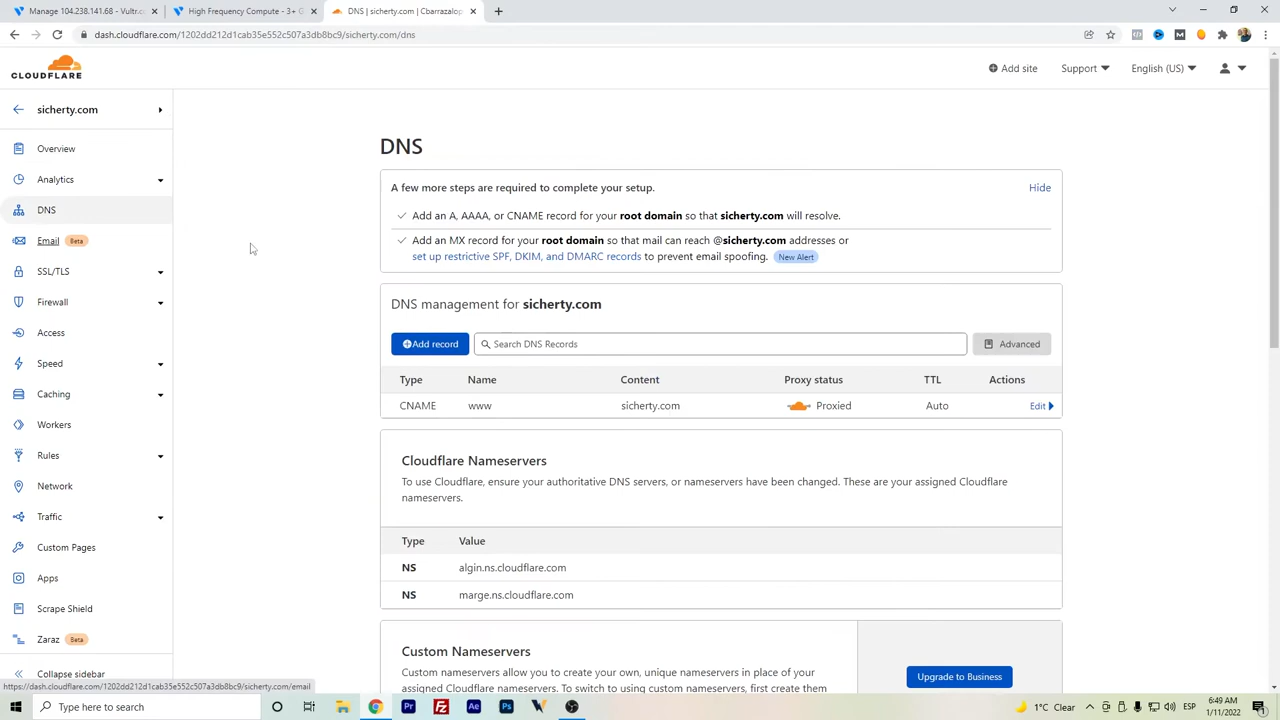 Manage 104.238.141.68 - Vultr.c
High Frequency Compute - 3+ G
DNS | sicherty.com | Cbarrazalop
dash.cloudflare.com/1202dd212d1cab35e552c507a3db8bc9/sicherty.com/dns
CLOUDFLARE
Add site
Support
English (US)
sicherty.com
Overview
Analytics
DNS
Email Beta
SSL/TLS
Firewall
Access
Speed
Caching
Workers
Rules
Network
Traffic
Custom Pages
Apps
Scrape Shield
Zaraz Beta
Collapse sidebar
DNS
A few more steps are required to complete your setup.
Hide
Add an A, AAAA, or CNAME record for your root domain so that sicherty.com will resolve.
Add an MX record for your root domain so that mail can reach @sicherty.com addresses or
set up restrictive SPF, DKIM, and DMARC records to prevent email spoofing. New Alert
DNS management for sicherty.com
Add record
Search DNS Records
Advanced
Type Name Content Proxy status TTL Actions
CNAME www sicherty.com Proxied Auto Edit
Cloudflare Nameservers
To use Cloudflare, ensure your authoritative DNS servers, or nameservers have been changed. These are your assigned Cloudflare
nameservers.
Type Value
NS algin.ns.cloudflare.com
NS marge.ns.cloudflare.com
Custom Nameservers
Custom nameservers allow you to create your own, unique nameservers in place of your
assigned Cloudflare nameservers. To switch to using custom nameservers, first create them
Upgrade to Business
https://dash.cloudflare.com/1202dd212d1cab35e552c507a3db8bc9/sicherty.com/email
Type here to search
1°C Clear
ESP
6:49 AM
1/11/2022